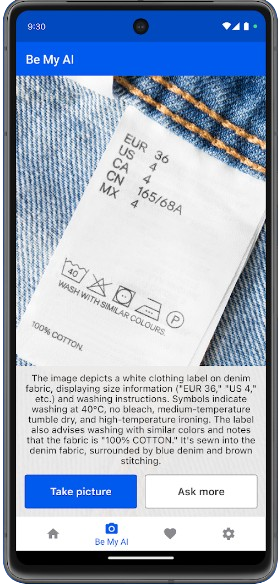 9:30
Be My AI
EUR 36
US 4
CA 4
CN 165/68A
MX 4
40
P
WASH WITH SIMILAR COLOURS.
100% COTTON.
The image depicts a white clothing label on denim
fabric, displaying size information ("EUR 36," "US 4,"
etc.) and washing instructions. Symbols indicate
washing at 40°C, no bleach, medium-temperature
tumble dry, and high-temperature ironing. The label
also advises washing with similar colors and notes
that the fabric is "100% COTTON." It's sewn into the
denim fabric, surrounded by blue denim and brown
stitching.
Take picture
Ask more
Be My AI